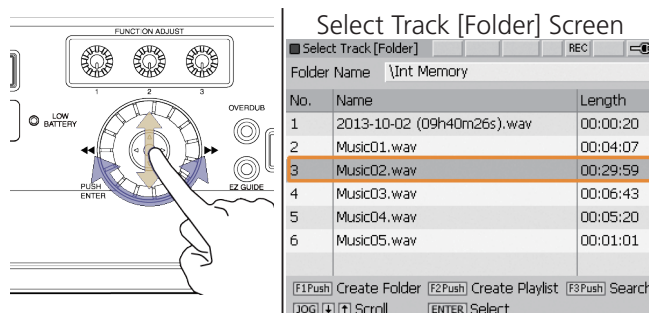 FUNCTION ADJUST
1 2 3
LOW
BATTERY
OVERDUB
PUSH
ENTER
EZ GUIDE
Select Track [Folder] Screen
Select Track [Folder] REC
Folder Name \Int Memory
No. Name Length
1 2013-10-02 (09h40m26s).wav 00:00:20
2 Music01.wav 00:04:07
3 Music02.wav 00:29:59
4 Music03.wav 00:06:43
5 Music04.wav 00:05:20
6 Music05.wav 00:01:01
F1Push Create Folder F2Push Create Playlist F3Push Search
JOG ↓ ↑ Scroll ENTER Select